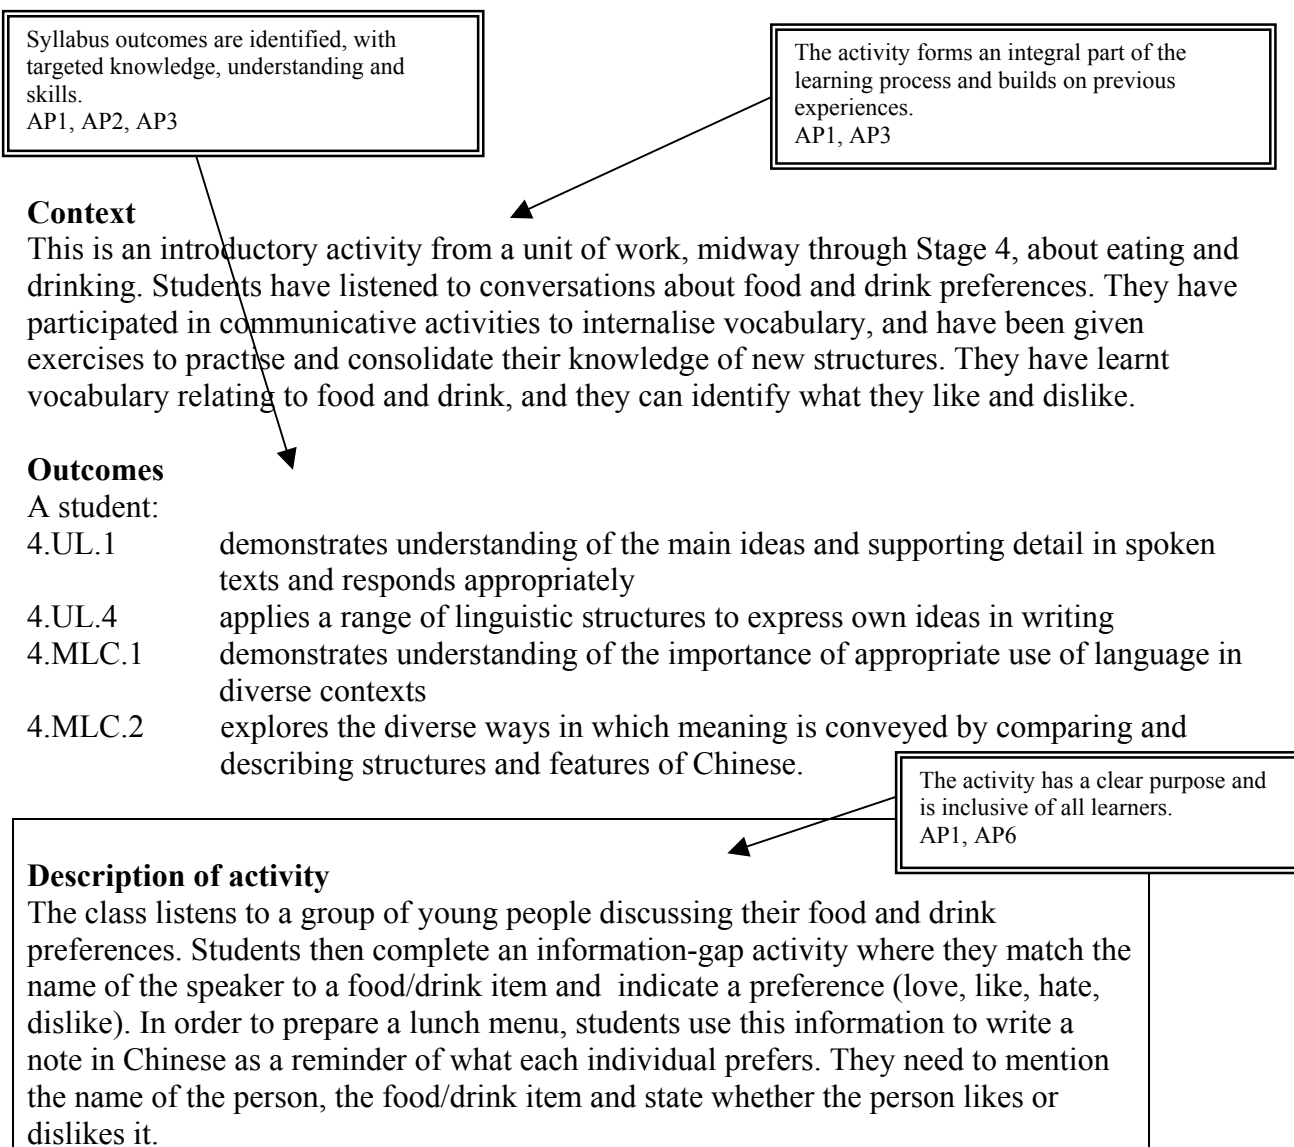 Syllabus outcomes are identified, with
targeted knowledge, understanding and
skills.
AP1, AP2, AP3
The activity forms an integral part of the
learning process and builds on previous
experiences.
AP1, AP3
Context
This is an introductory activity from a unit of work, midway through Stage 4, about eating and
drinking. Students have listened to conversations about food and drink preferences. They have
participated in communicative activities to internalise vocabulary, and have been given
exercises to practise and consolidate their knowledge of new structures. They have learnt
vocabulary relating to food and drink, and they can identify what they like and dislike.
Outcomes
A student:
4.UL.1 demonstrates understanding of the main ideas and supporting detail in spoken
texts and responds appropriately
4.UL.4 applies a range of linguistic structures to express own ideas in writing
4.MLC.1 demonstrates understanding of the importance of appropriate use of language in
diverse contexts
4.MLC.2 explores the diverse ways in which meaning is conveyed by comparing and
describing structures and features of Chinese.
The activity has a clear purpose and
is inclusive of all learners.
AP1, AP6
Description of activity
The class listens to a group of young people discussing their food and drink
preferences. Students then complete an information-gap activity where they match the
name of the speaker to a food/drink item and indicate a preference (love, like, hate,
dislike). In order to prepare a lunch menu, students use this information to write a
note in Chinese as a reminder of what each individual prefers. They need to mention
the name of the person, the food/drink item and state whether the person likes or
dislikes it.